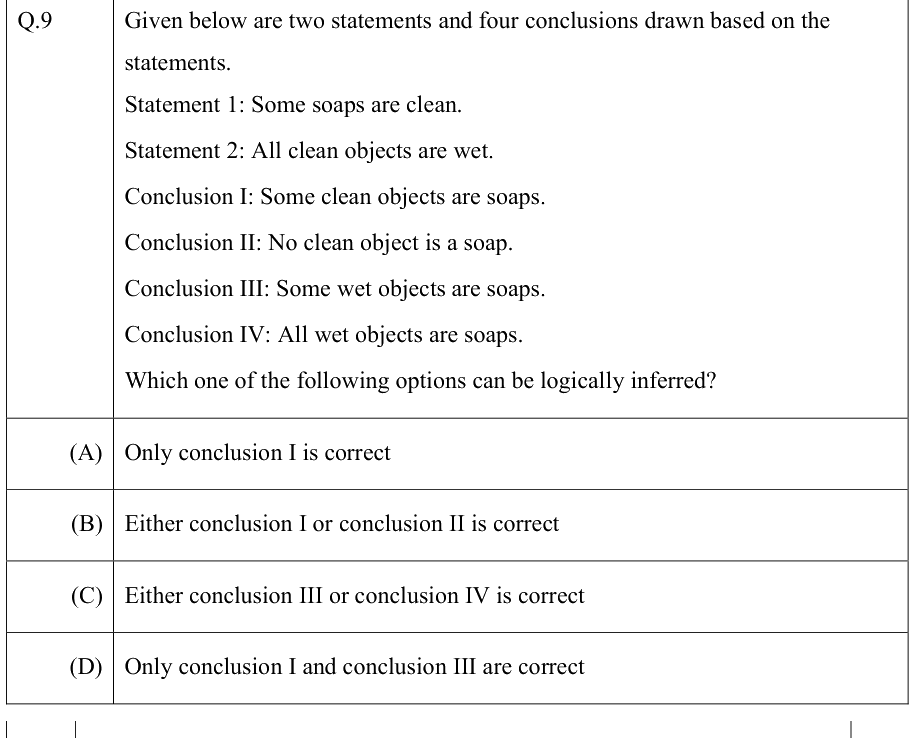 Q.9 Given below are two statements and four conclusions drawn based on the
statements.
Statement 1: Some soaps are clean.
Statement 2: All clean objects are wet.
Conclusion I: Some clean objects are soaps.
Conclusion II: No clean object is a soap.
Conclusion III: Some wet objects are soaps.
Conclusion IV: All wet objects are soaps.
Which one of the following options can be logically inferred?
(A) Only conclusion I is correct
(B) Either conclusion I or conclusion II is correct
(C) Either conclusion III or conclusion IV is correct
(D) Only conclusion I and conclusion III are correct